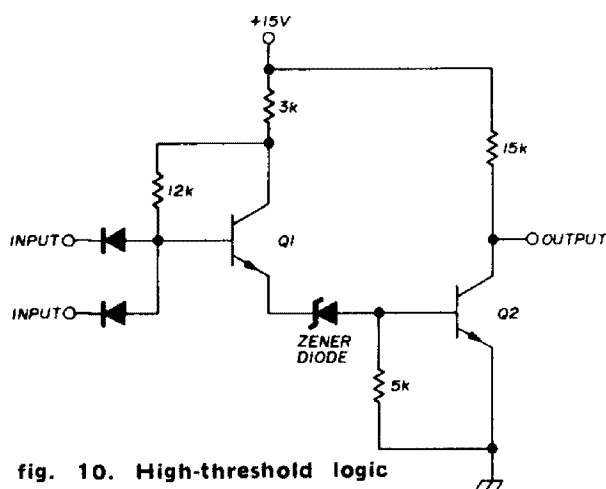 +15V
3k
15k
12k
INPUT
Q1
OUTPUT
INPUT
Q2
ZENER
DIODE
5k
fig. 10. High-threshold logic